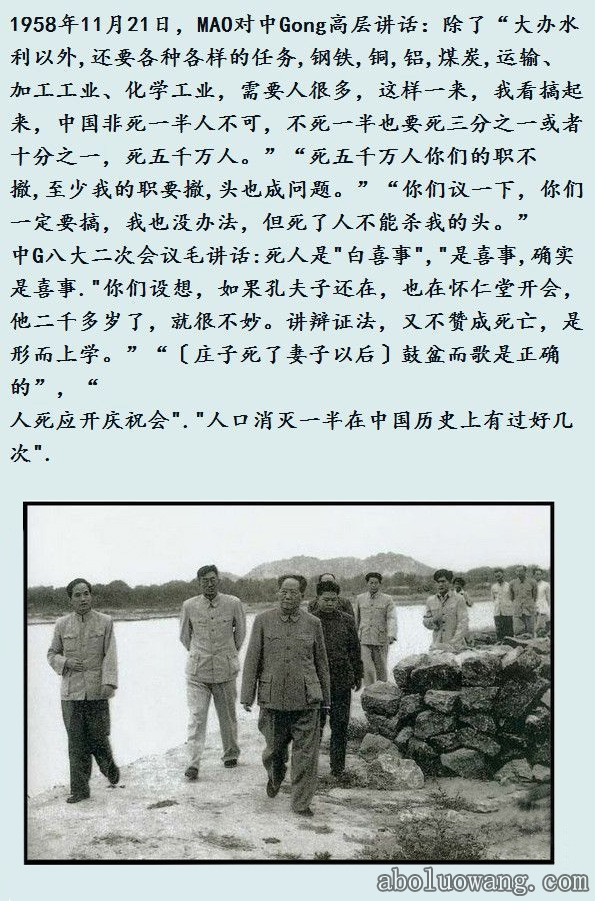 1958年11月21日，MAO对中Gong高层讲话：除了“大办水
利以外,还要各种各样的任务,钢铁,铜,铝,煤炭,运输、
加工工业、化学工业，需要人很多，这样一来，我看搞起
来，中国非死一半人不可，不死一半也要死三分之一或者
十分之一，死五千万人。”“死五千万人你们的职不
撤,至少我的职要撤,头也成问题。”“你们议一下，你们
一定要搞，我也没办法，但死了人不能杀我的头。”
中G八大二次会议毛讲话:死人是"白喜事","是喜事,确实
是喜事."你们设想，如果孔夫子还在，也在怀仁堂开会，
他二千多岁了，就很不妙。讲辩证法，又不赞成死亡，是
形而上学。”“〔庄子死了妻子以后〕鼓盆而歌是正确
的”，“
人死应开庆祝会"."人口消灭一半在中国历史上有过好几
次".
aboluowang.com